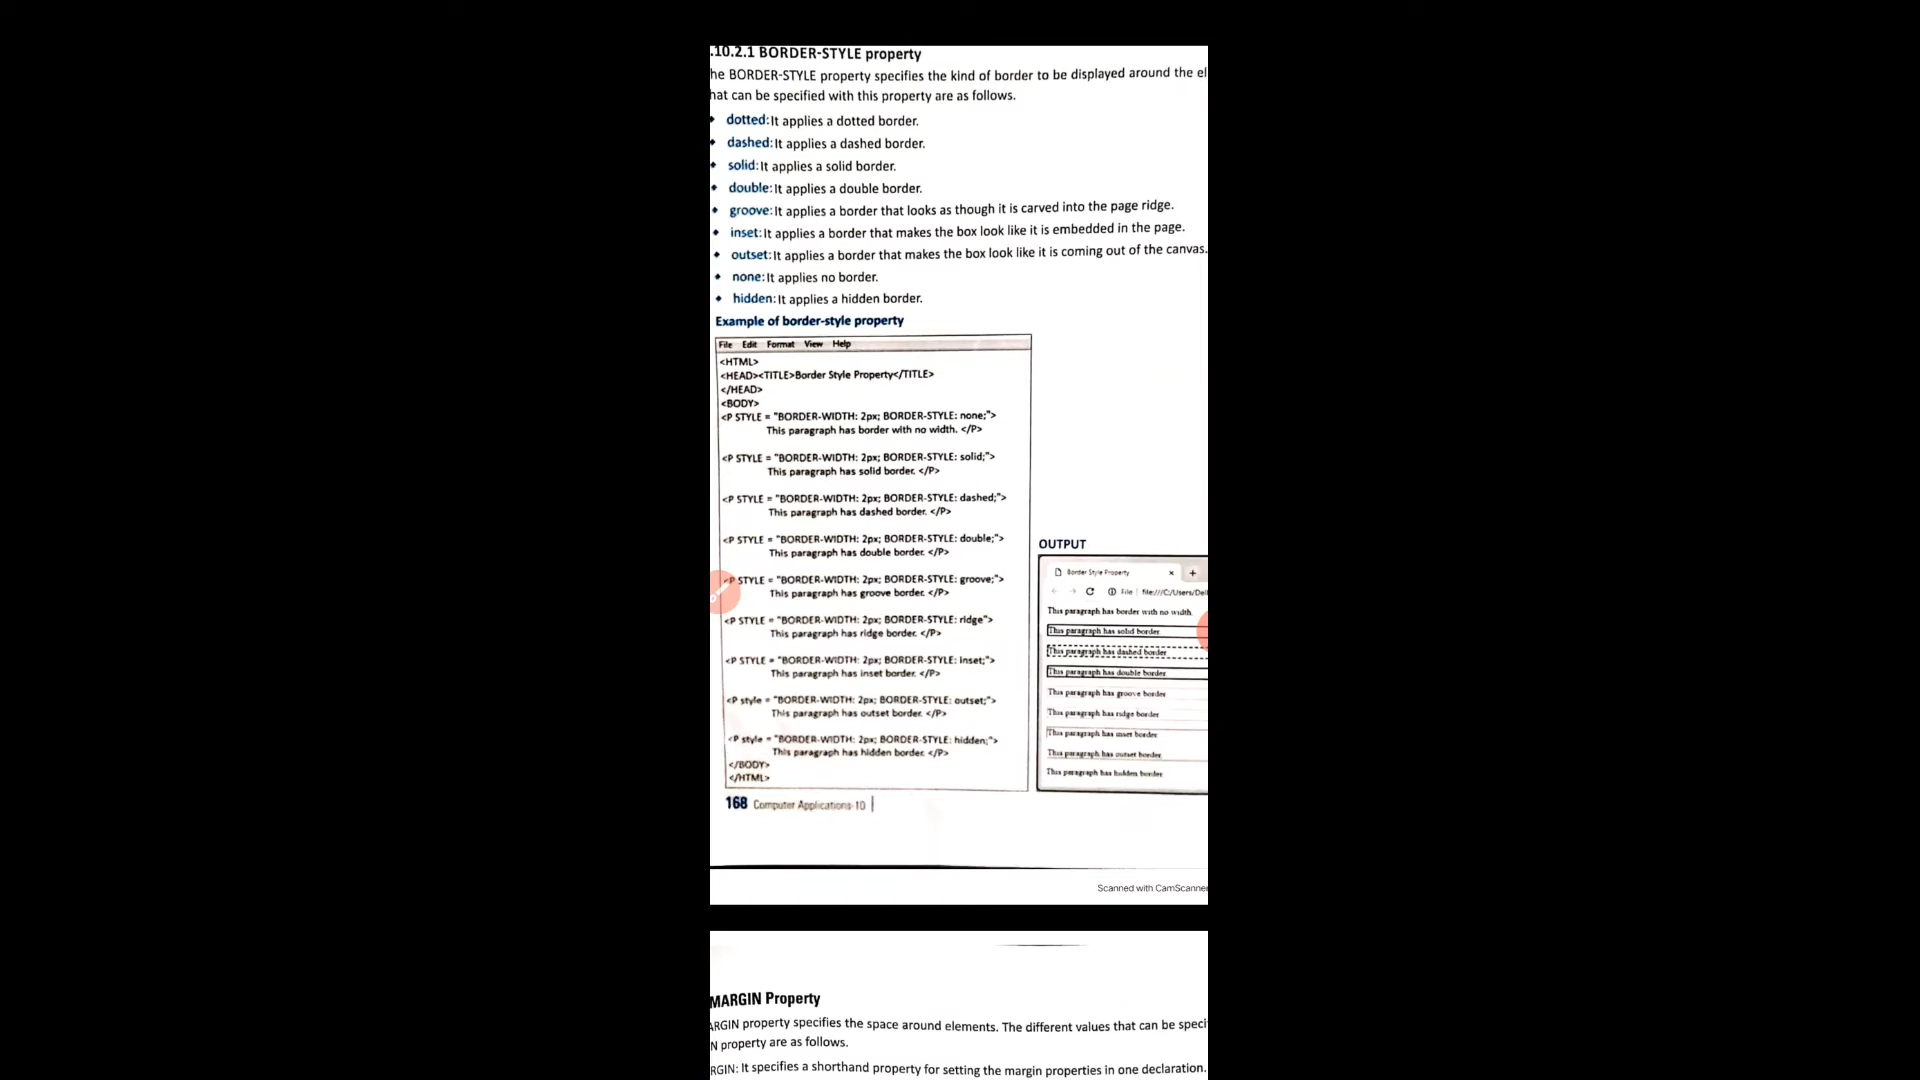 .10.2.1 BORDER-STYLE property
he BORDER-STYLE property specifies the kind of border to be displayed around the el
hat can be specified with this property are as follows.
dotted: It applies a dotted border.
dashed: It applies a dashed border.
solid: It applies a solid border.
double: It applies a double border.
groove: It applies a border that looks as though it is carved into the page ridge.
inset: It applies a border that makes the box look like it is embedded in the page.
outset: It applies a border that makes the box look like it is coming out of the canvas.
none: It applies no border.
hidden: It applies a hidden border.
Example of border-style property
File Edit Format View Help
<HTML>
<HEAD><TITLE>Border Style Property</TITLE>
</HEAD>
<BODY>
<P STYLE = "BORDER-WIDTH: 2px; BORDER-STYLE: none;">
This paragraph has border with no width. </P>
<P STYLE = "BORDER-WIDTH: 2px; BORDER-STYLE: solid;">
This paragraph has solid border. </P>
<P STYLE = "BORDER-WIDTH: 2px; BORDER-STYLE: dashed;">
This paragraph has dashed border. </P>
<P STYLE = "BORDER-WIDTH: 2px; BORDER-STYLE: double;">
This paragraph has double border. </P>
<P STYLE = "BORDER-WIDTH: 2px; BORDER-STYLE: groove;">
This paragraph has groove border. </P>
<P STYLE = "BORDER-WIDTH: 2px; BORDER-STYLE: ridge">
This paragraph has ridge border. </P>
<P STYLE = "BORDER-WIDTH: 2px; BORDER-STYLE: inset;">
This paragraph has inset border. </P>
<P style = "BORDER-WIDTH: 2px; BORDER-STYLE: outset;">
This paragraph has outset border. </P>
<P style = "BORDER-WIDTH: 2px; BORDER-STYLE: hidden;">
This paragraph has hidden border. </P>
</BODY>
</HTML>
OUTPUT
Border Style Property × +
File file:///C:/Users/Dell
This paragraph has border with no width.
This paragraph has solid border
This paragraph has dashed border
This paragraph has double border
This paragraph has groove border
This paragraph has ridge border
This paragraph has inset border
This paragraph has outset border
This paragraph has hidden border
168 Computer Applications-10
Scanned with CamScanne
MARGIN Property
ARGIN property specifies the space around elements. The different values that can be speci
N property are as follows.
RGIN: It specifies a shorthand property for setting the margin properties in one declaration.